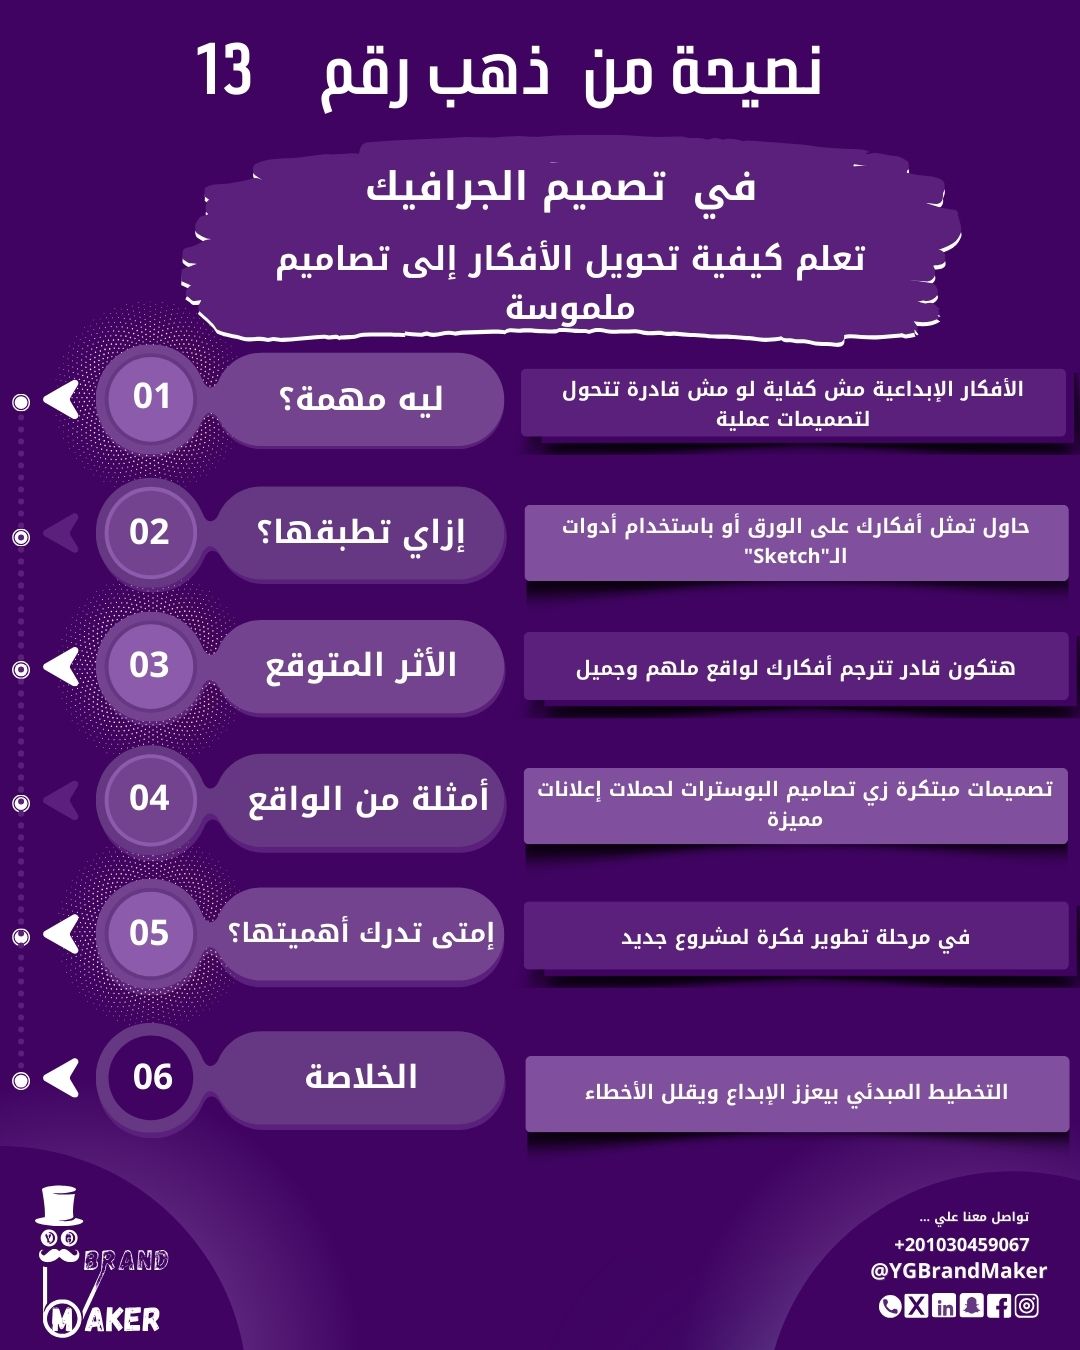 نصيحة من ذهب رقم 13
في تصميم الجرافيك
تعلم كيفية تحويل الأفكار إلى تصاميم
ملموسة
01
ليه مهمة؟
الأفكار الإبداعية مش كفاية لو مش قادرة تتحول
لتصميمات عملية
02
إزاي تطبقها؟
حاول تمثل أفكارك على الورق أو باستخدام أدوات
الـ"Sketch"
03
الأثر المتوقع
هتكون قادر تترجم أفكارك لواقع ملهم وجميل
04
أمثلة من الواقع
تصميمات مبتكرة زي تصاميم البوسترات لحملات إعلانات
مميزة
05
إمتى تدرك أهميتها؟
في مرحلة تطوير فكرة لمشروع جديد
06
الخلاصة
التخطيط المبدئي بيعزز الإبداع ويقلل الأخطاء
تواصل معنا علي ...
+201030459067
@YGBrandMaker
YG
BRAND
MAKER